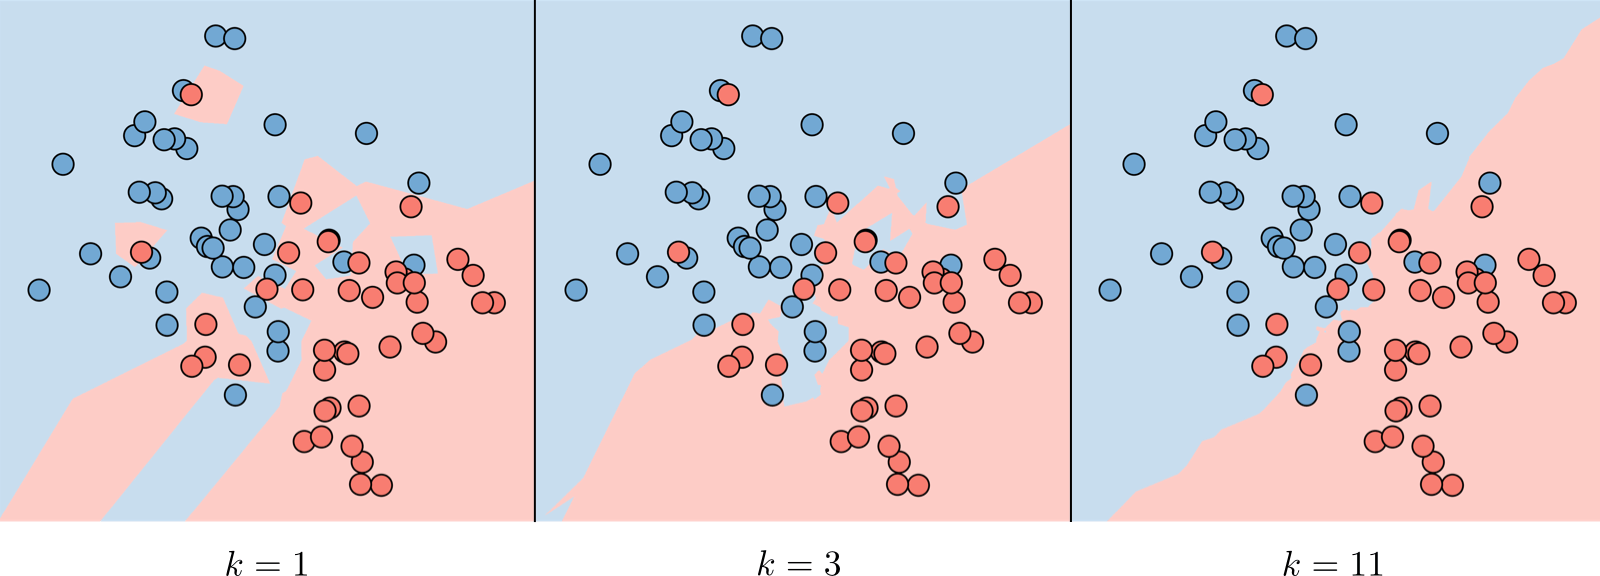 k = 1
k = 3
k = 11